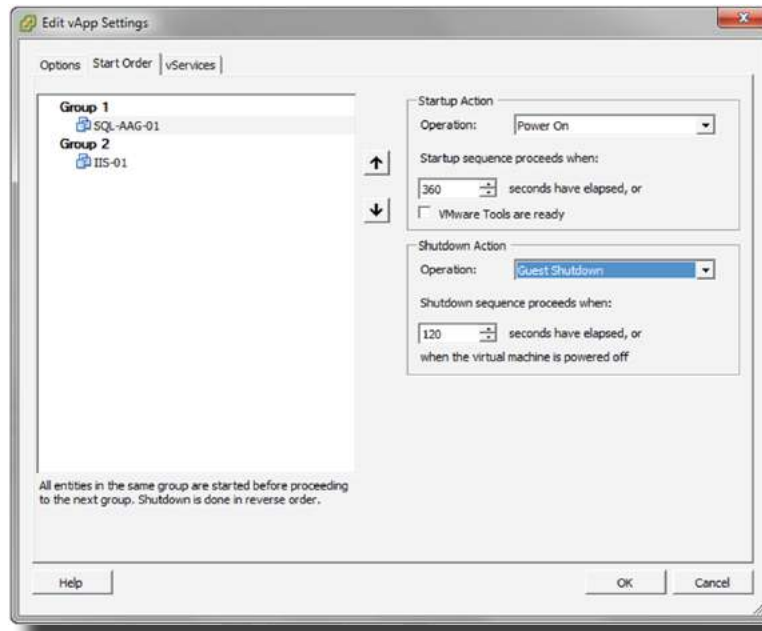 Edit vApp Settings
Options
Start Order
vServices
Group 1
SQL-AAG-01
Group 2
IIS-01
All entities in the same group are started before proceeding
to the next group. Shutdown is done in reverse order.
Startup Action
Operation: Power On
Startup sequence proceeds when:
360 seconds have elapsed, or
VMware Tools are ready
Shutdown Action
Operation: Guest Shutdown
Shutdown sequence proceeds when:
120 seconds have elapsed, or
when the virtual machine is powered off
Help
OK
Cancel